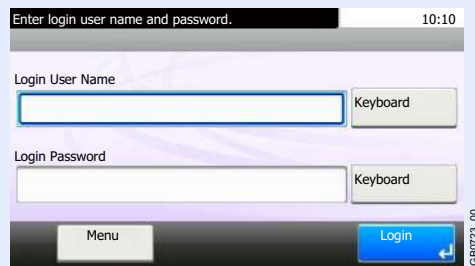 Enter login user name and password. 10:10
Login User Name
Keyboard
Login Password
Keyboard
Menu Login
GB0723_00